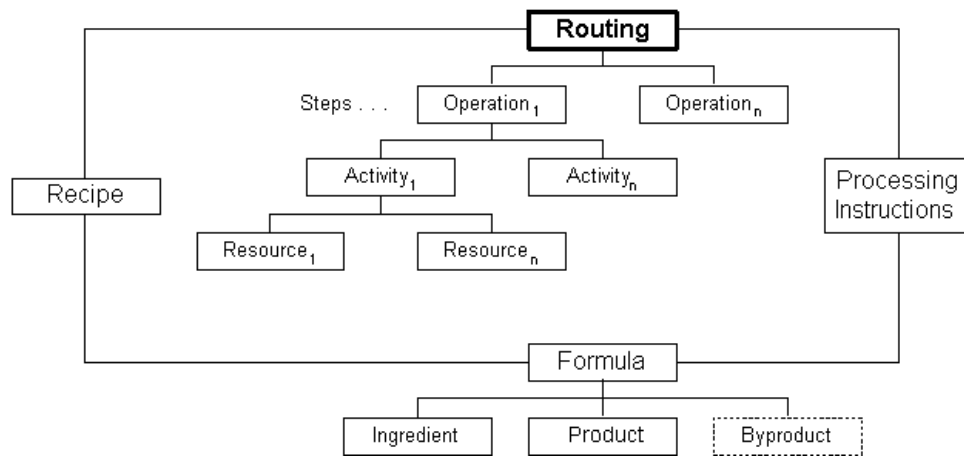 Routing
Steps . . . Operation₁ Operationₙ
Activity₁ Activityₙ
Recipe
Processing
Instructions
Resource₁ Resourceₙ
Formula
Ingredient Product Byproduct